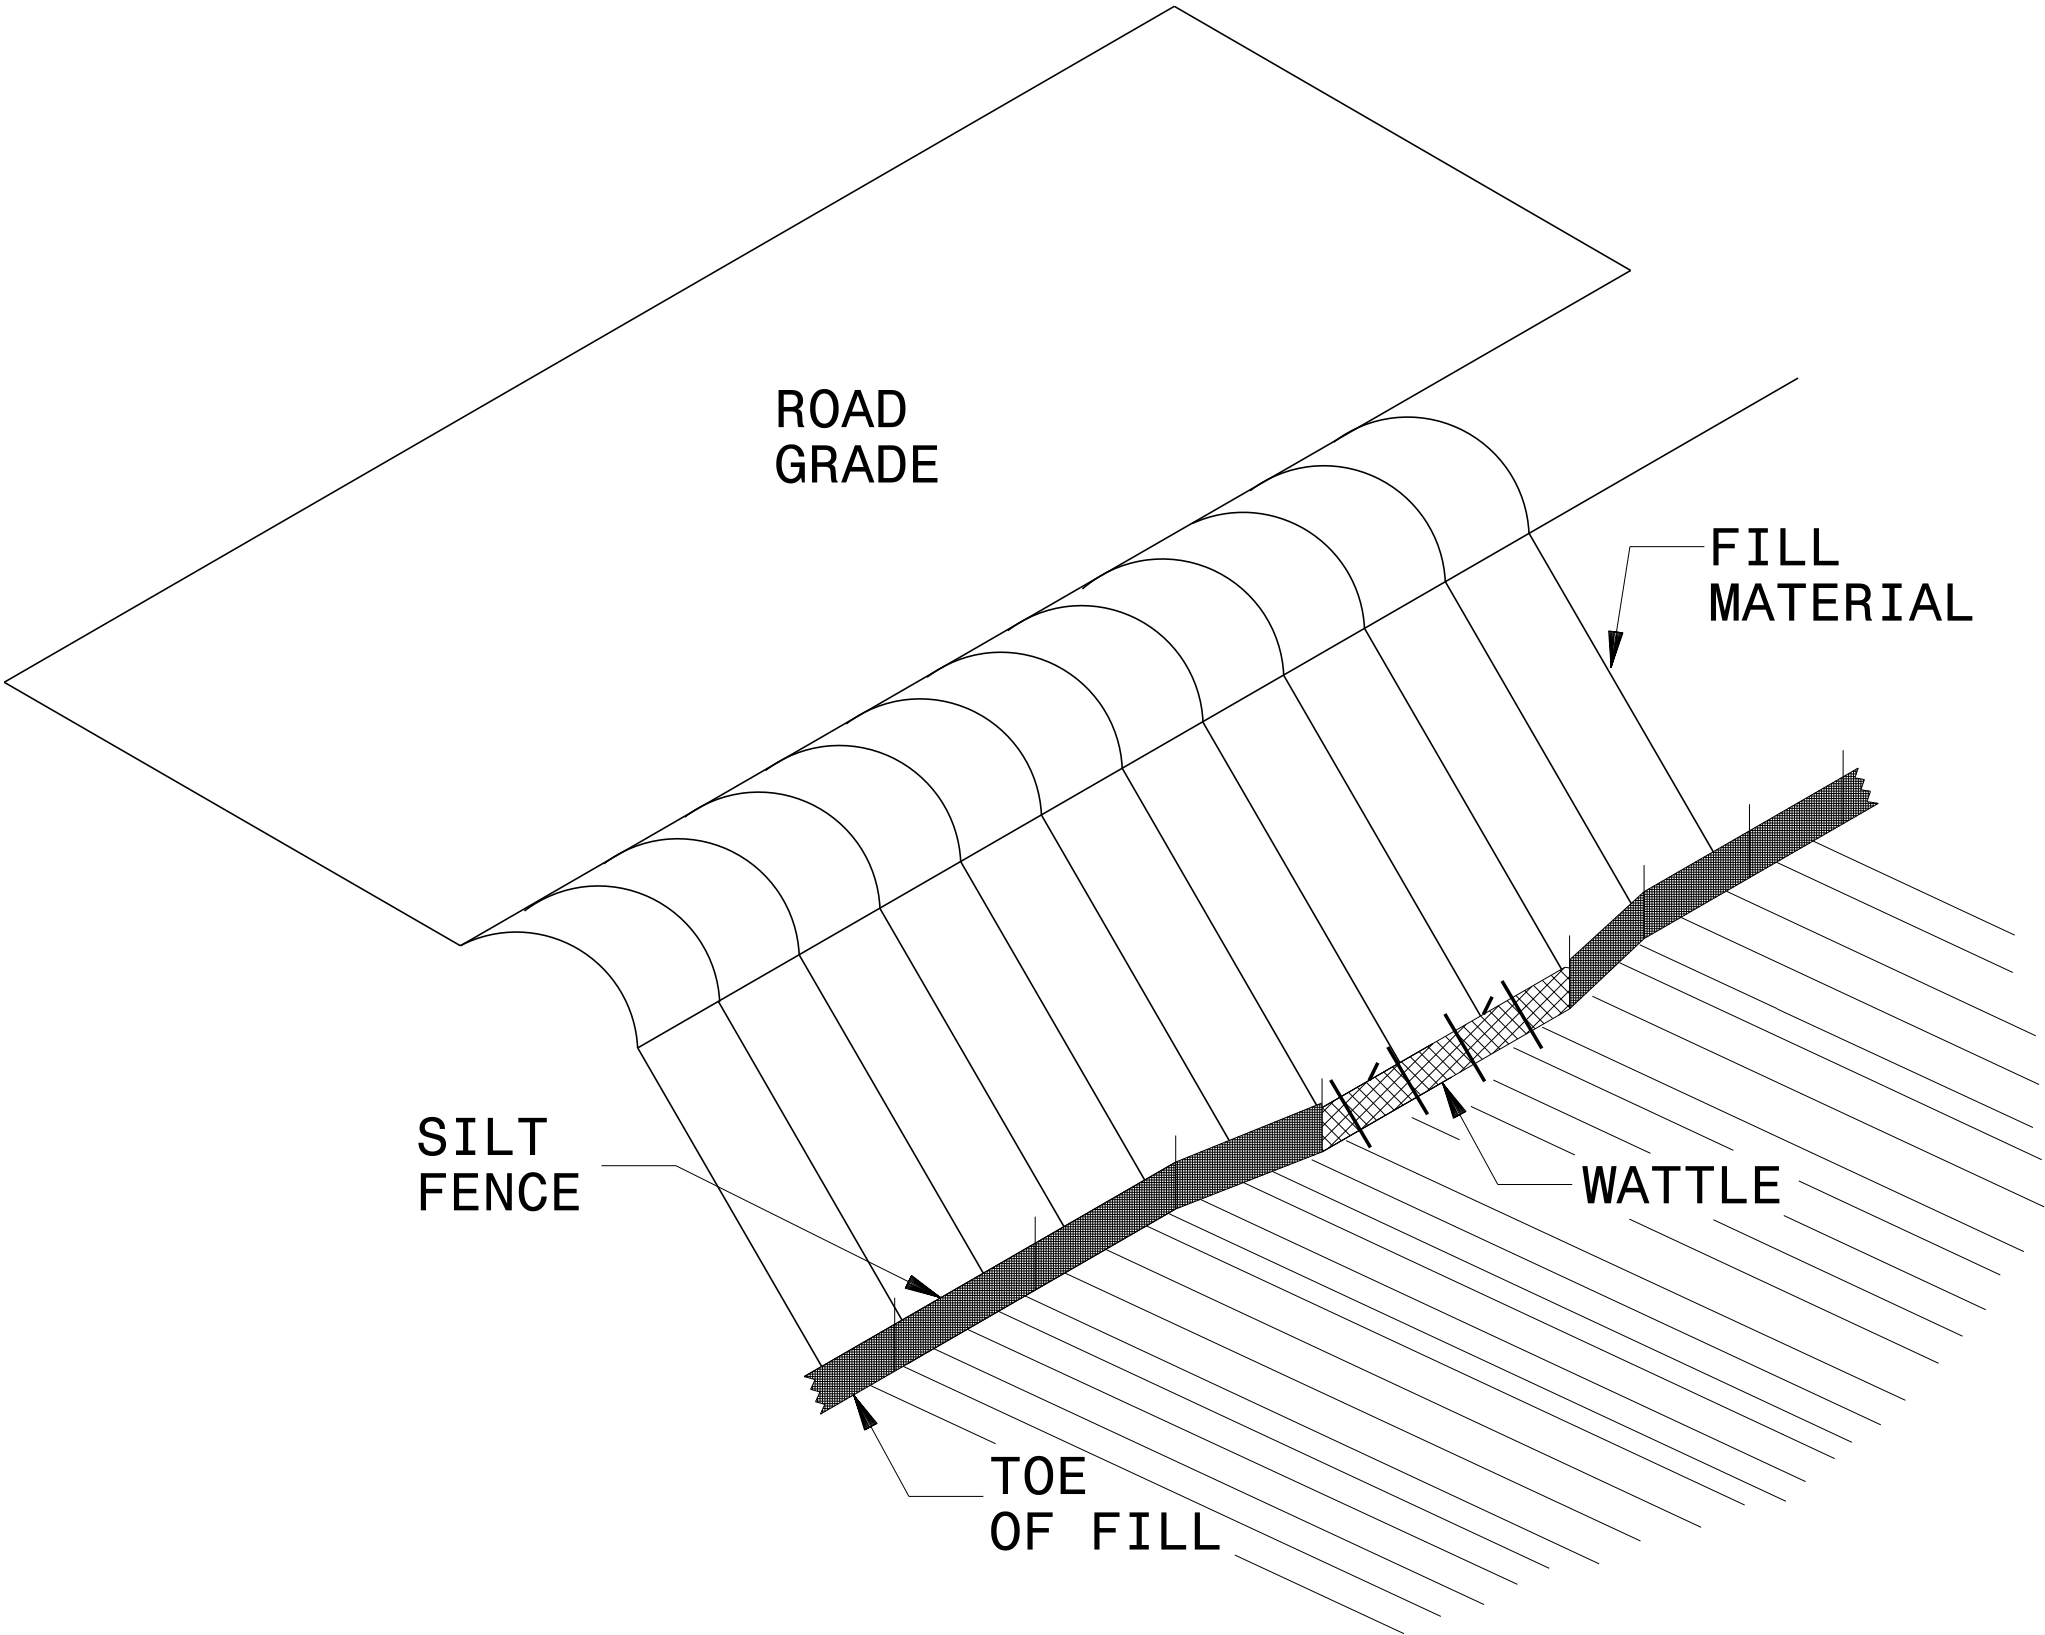 ROAD
GRADE
FILL
MATERIAL
SILT
FENCE
WATTLE
TOE
OF FILL